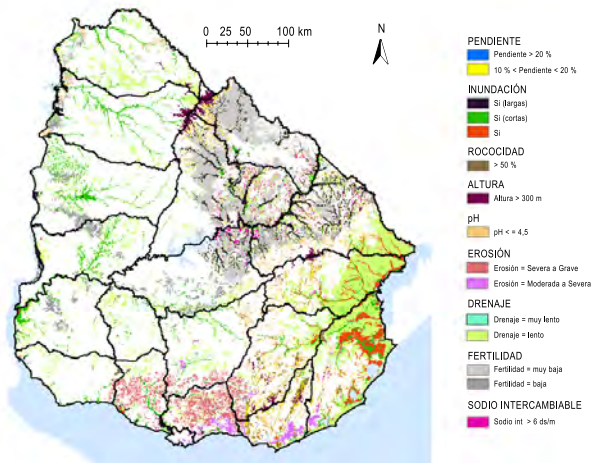 0 25 50 100 km
N
PENDIENTE
Pendiente > 20 %
10 % < Pendiente < 20 %
INUNDACIÓN
Si (largas)
Si (cortas)
Si
ROCOCIDAD
> 50 %
ALTURA
Altura > 300 m
pH
pH < = 4,5
EROSIÓN
Erosión = Severa a Grave
Erosión = Moderada a Severa
DRENAJE
Drenaje = muy lento
Drenaje = lento
FERTILIDAD
Fertilidad = muy baja
Fertilidad = baja
SODIO INTERCAMBIABLE
Sodio int > 6 ds/m